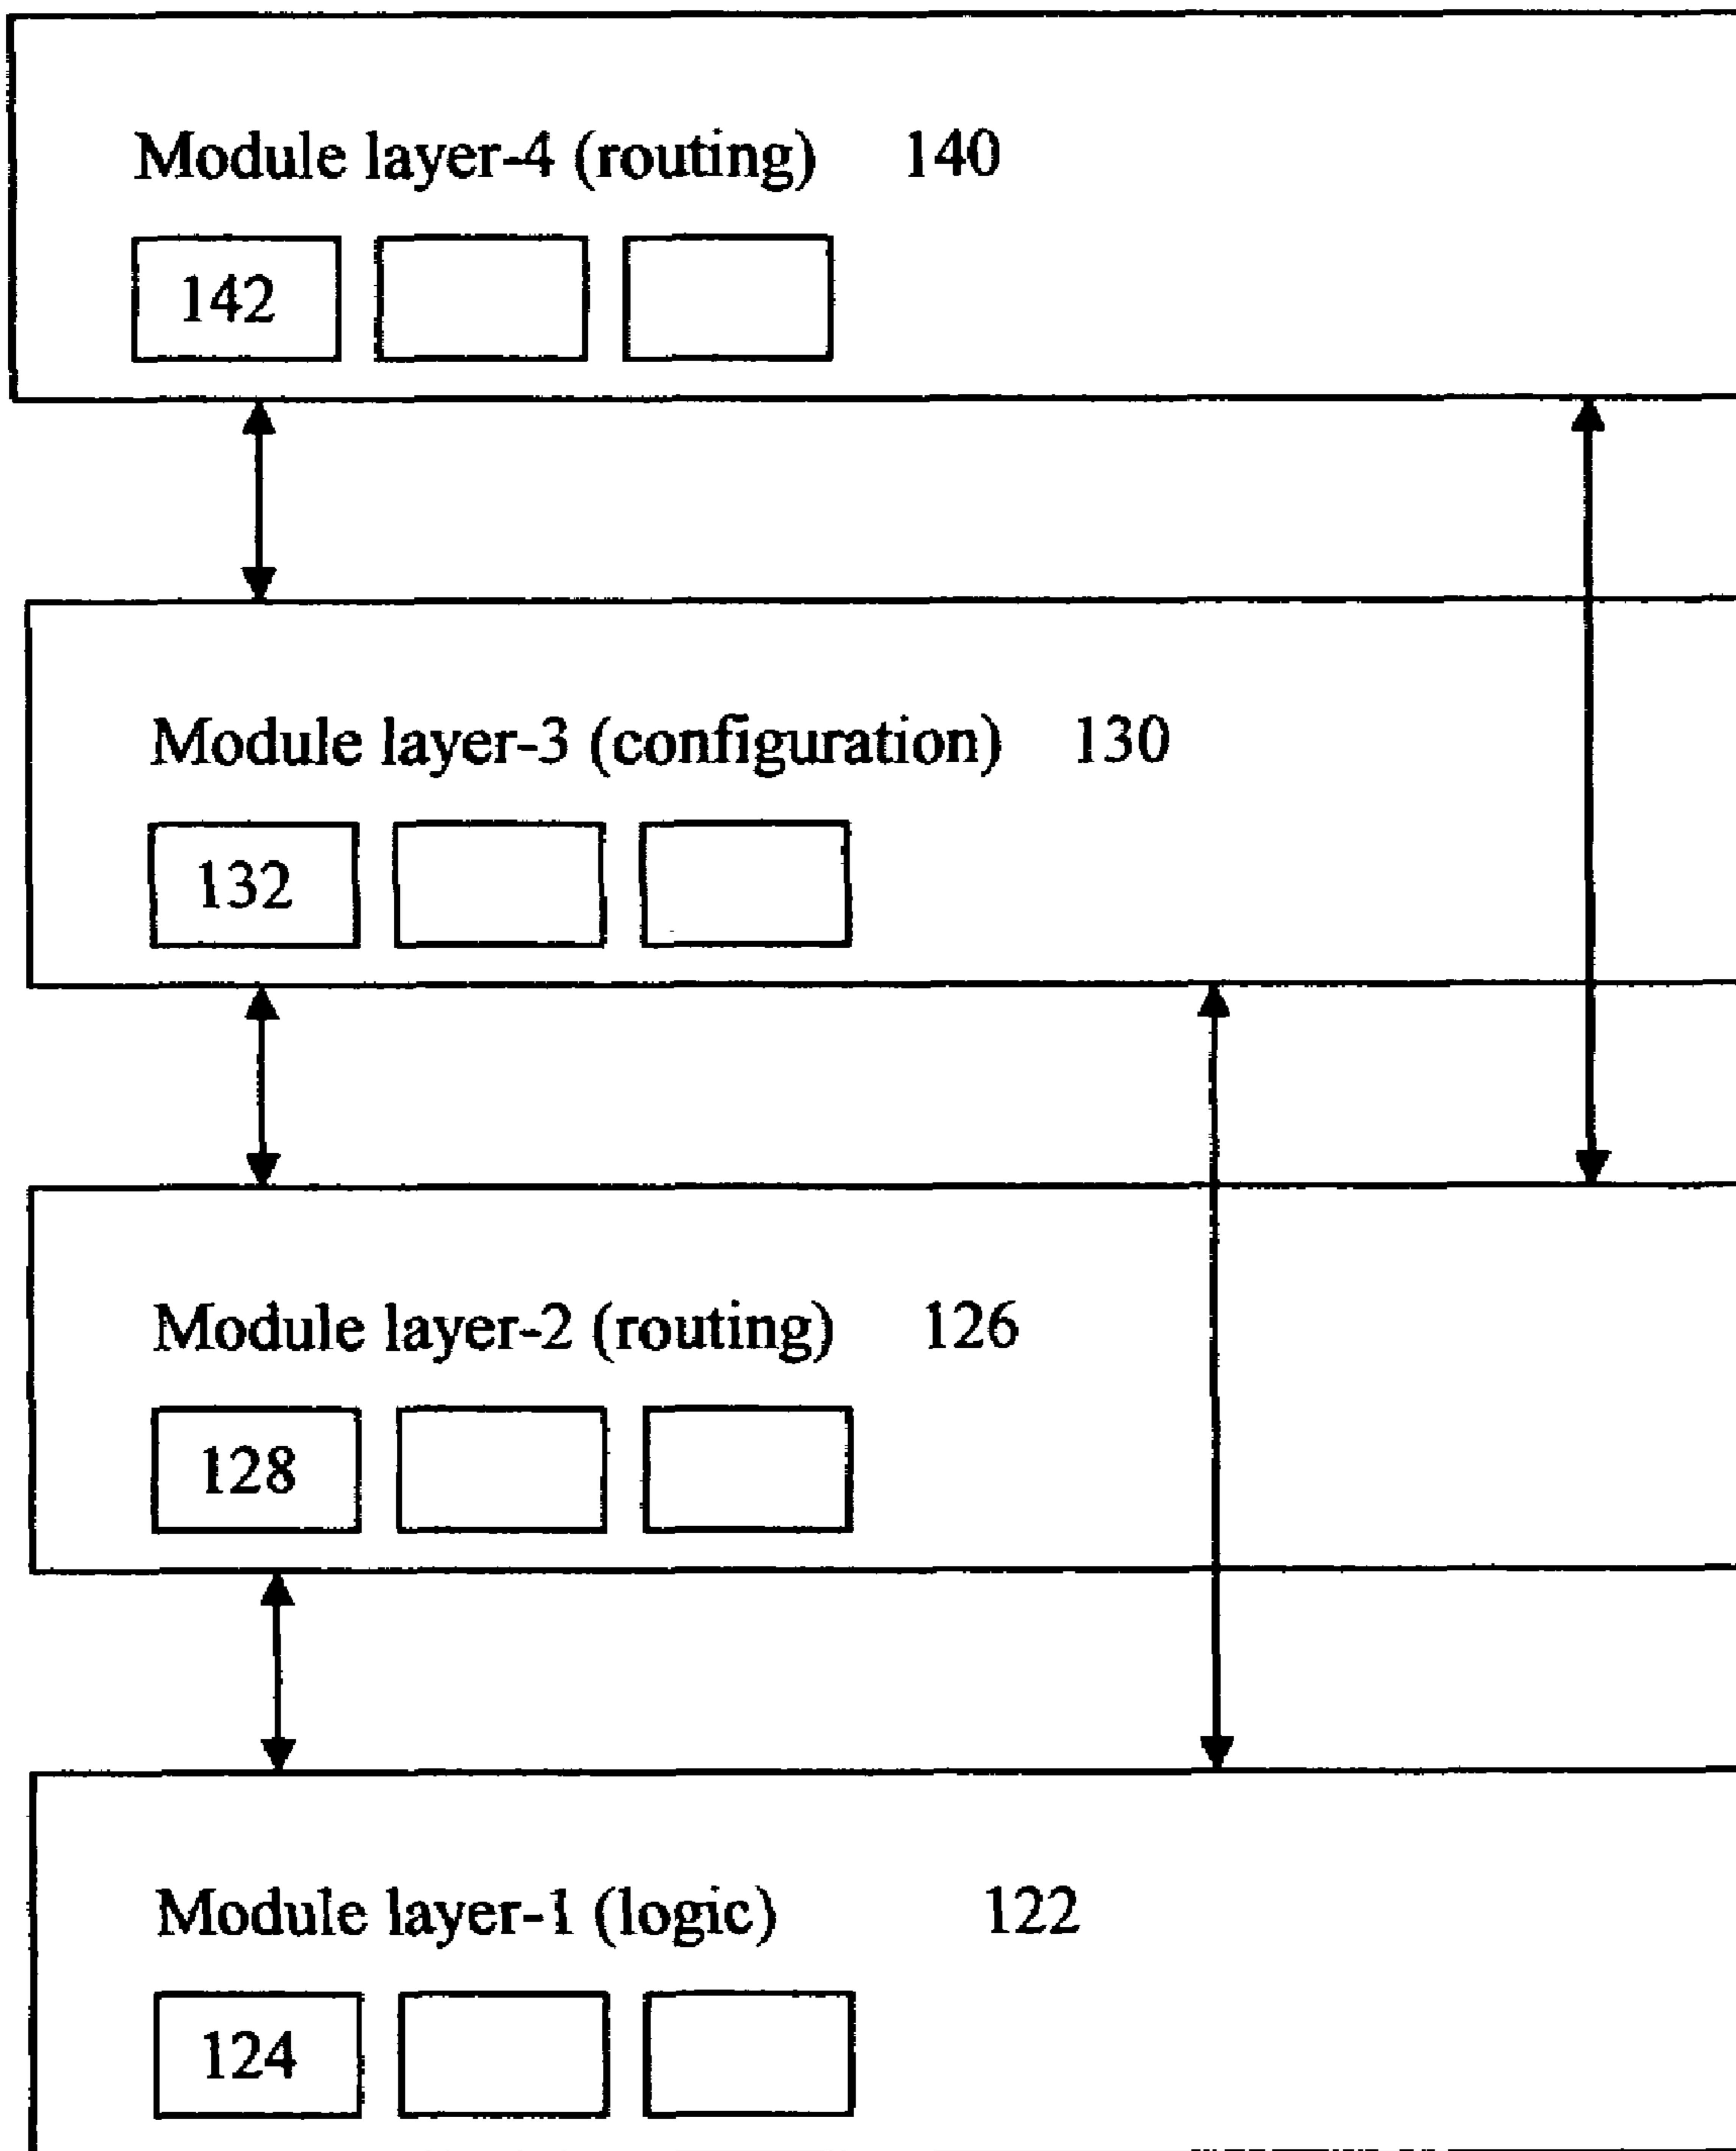 Module layer-4 (routing) 140
142
Module layer-3 (configuration) 130
132
Module layer-2 (routing) 126
128
Module layer-1 (logic) 122
124